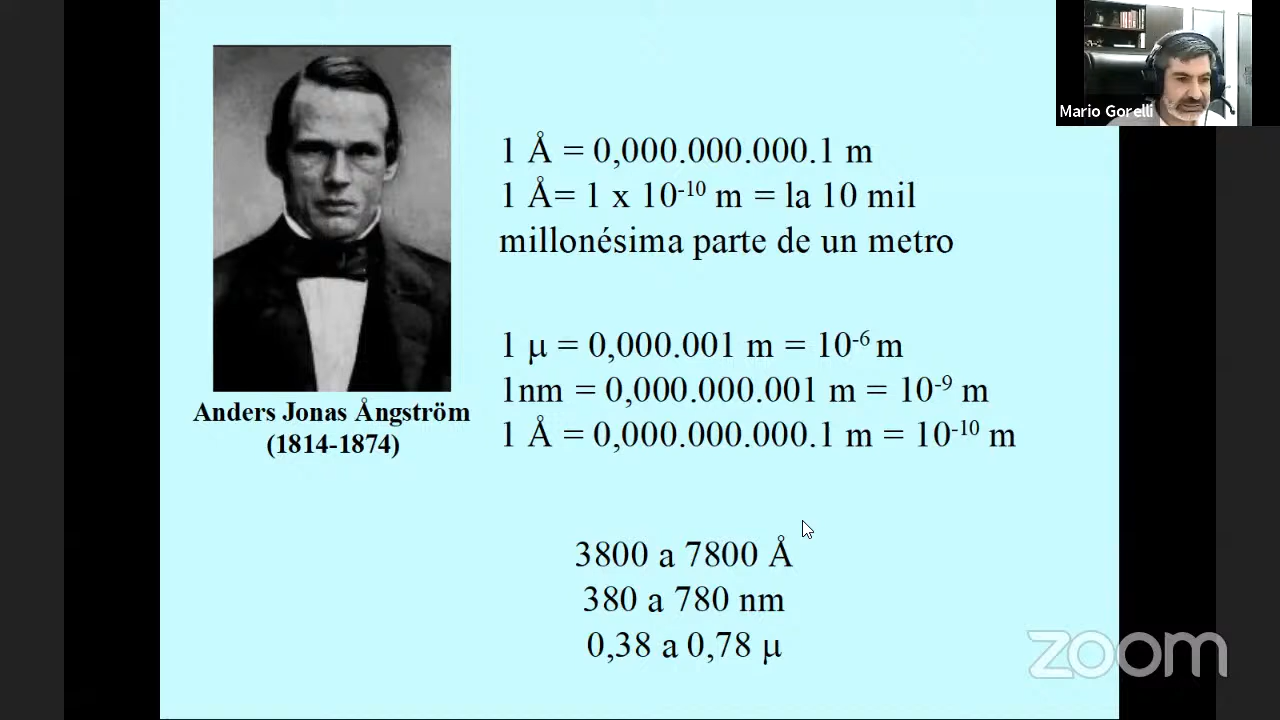 Mario Gorelli
1 Å = 0,000.000.000.1 m
1 Å= 1 x 10⁻¹⁰ m = la 10 mil
millonésima parte de un metro
1 μ = 0,000.001 m = 10⁻⁶ m
1nm = 0,000.000.001 m = 10⁻⁹ m
1 Å = 0,000.000.000.1 m = 10⁻¹⁰ m
Anders Jonas Ångström
(1814-1874)
3800 a 7800 Å
380 a 780 nm
0,38 a 0,78 μ
zoom